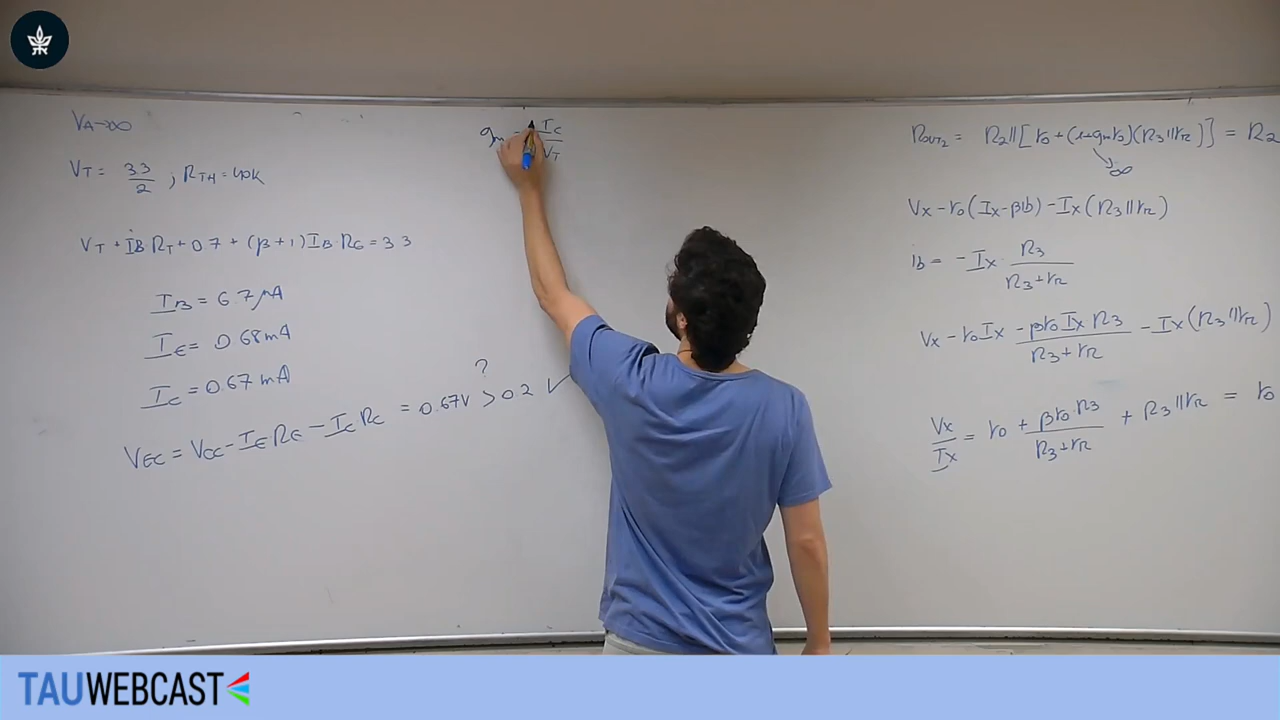 VA→∞
VT = 33/2 ; RTH=40K
VT + IB RT + 0.7 + (β+1) IB · RE = 3.3
IB = 6.7 μA
IE = 0.68 mA
IC = 0.67 mA
VEC = VCC - IE RE - IC RC = 0.67V > 0.2 ✓
?
gm IC/VT
ROUT2 = R2 || [ro + (1+gm ro)(R3 || rπ)] = R2
∞
Vx - ro (Ix - βib) - Ix (R3 || rπ)
ib = - Ix · R3/(R3 + rπ)
Vx - ro Ix - βro Ix R3/(R3 + rπ) - Ix (R3 || rπ)
Vx/Ix = ro + βro · R3/(R3 + rπ) + R3 || rπ = ro
TAUWEBCAST